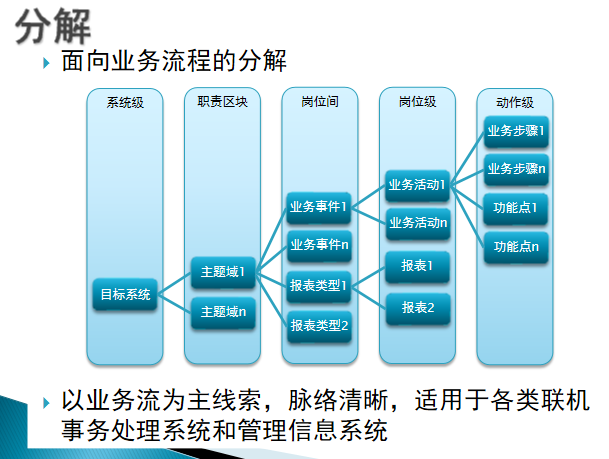 分解
面向业务流程的分解
系统级
职责区块
岗位间
岗位级
动作级
目标系统
主题域1
主题域n
业务事件1
业务事件n
报表类型1
报表类型2
业务活动1
业务活动n
报表1
报表2
业务步骤1
业务步骤n
功能点1
功能点n
以业务流为主线索，脉络清晰，适用于各类联机
事务处理系统和管理信息系统